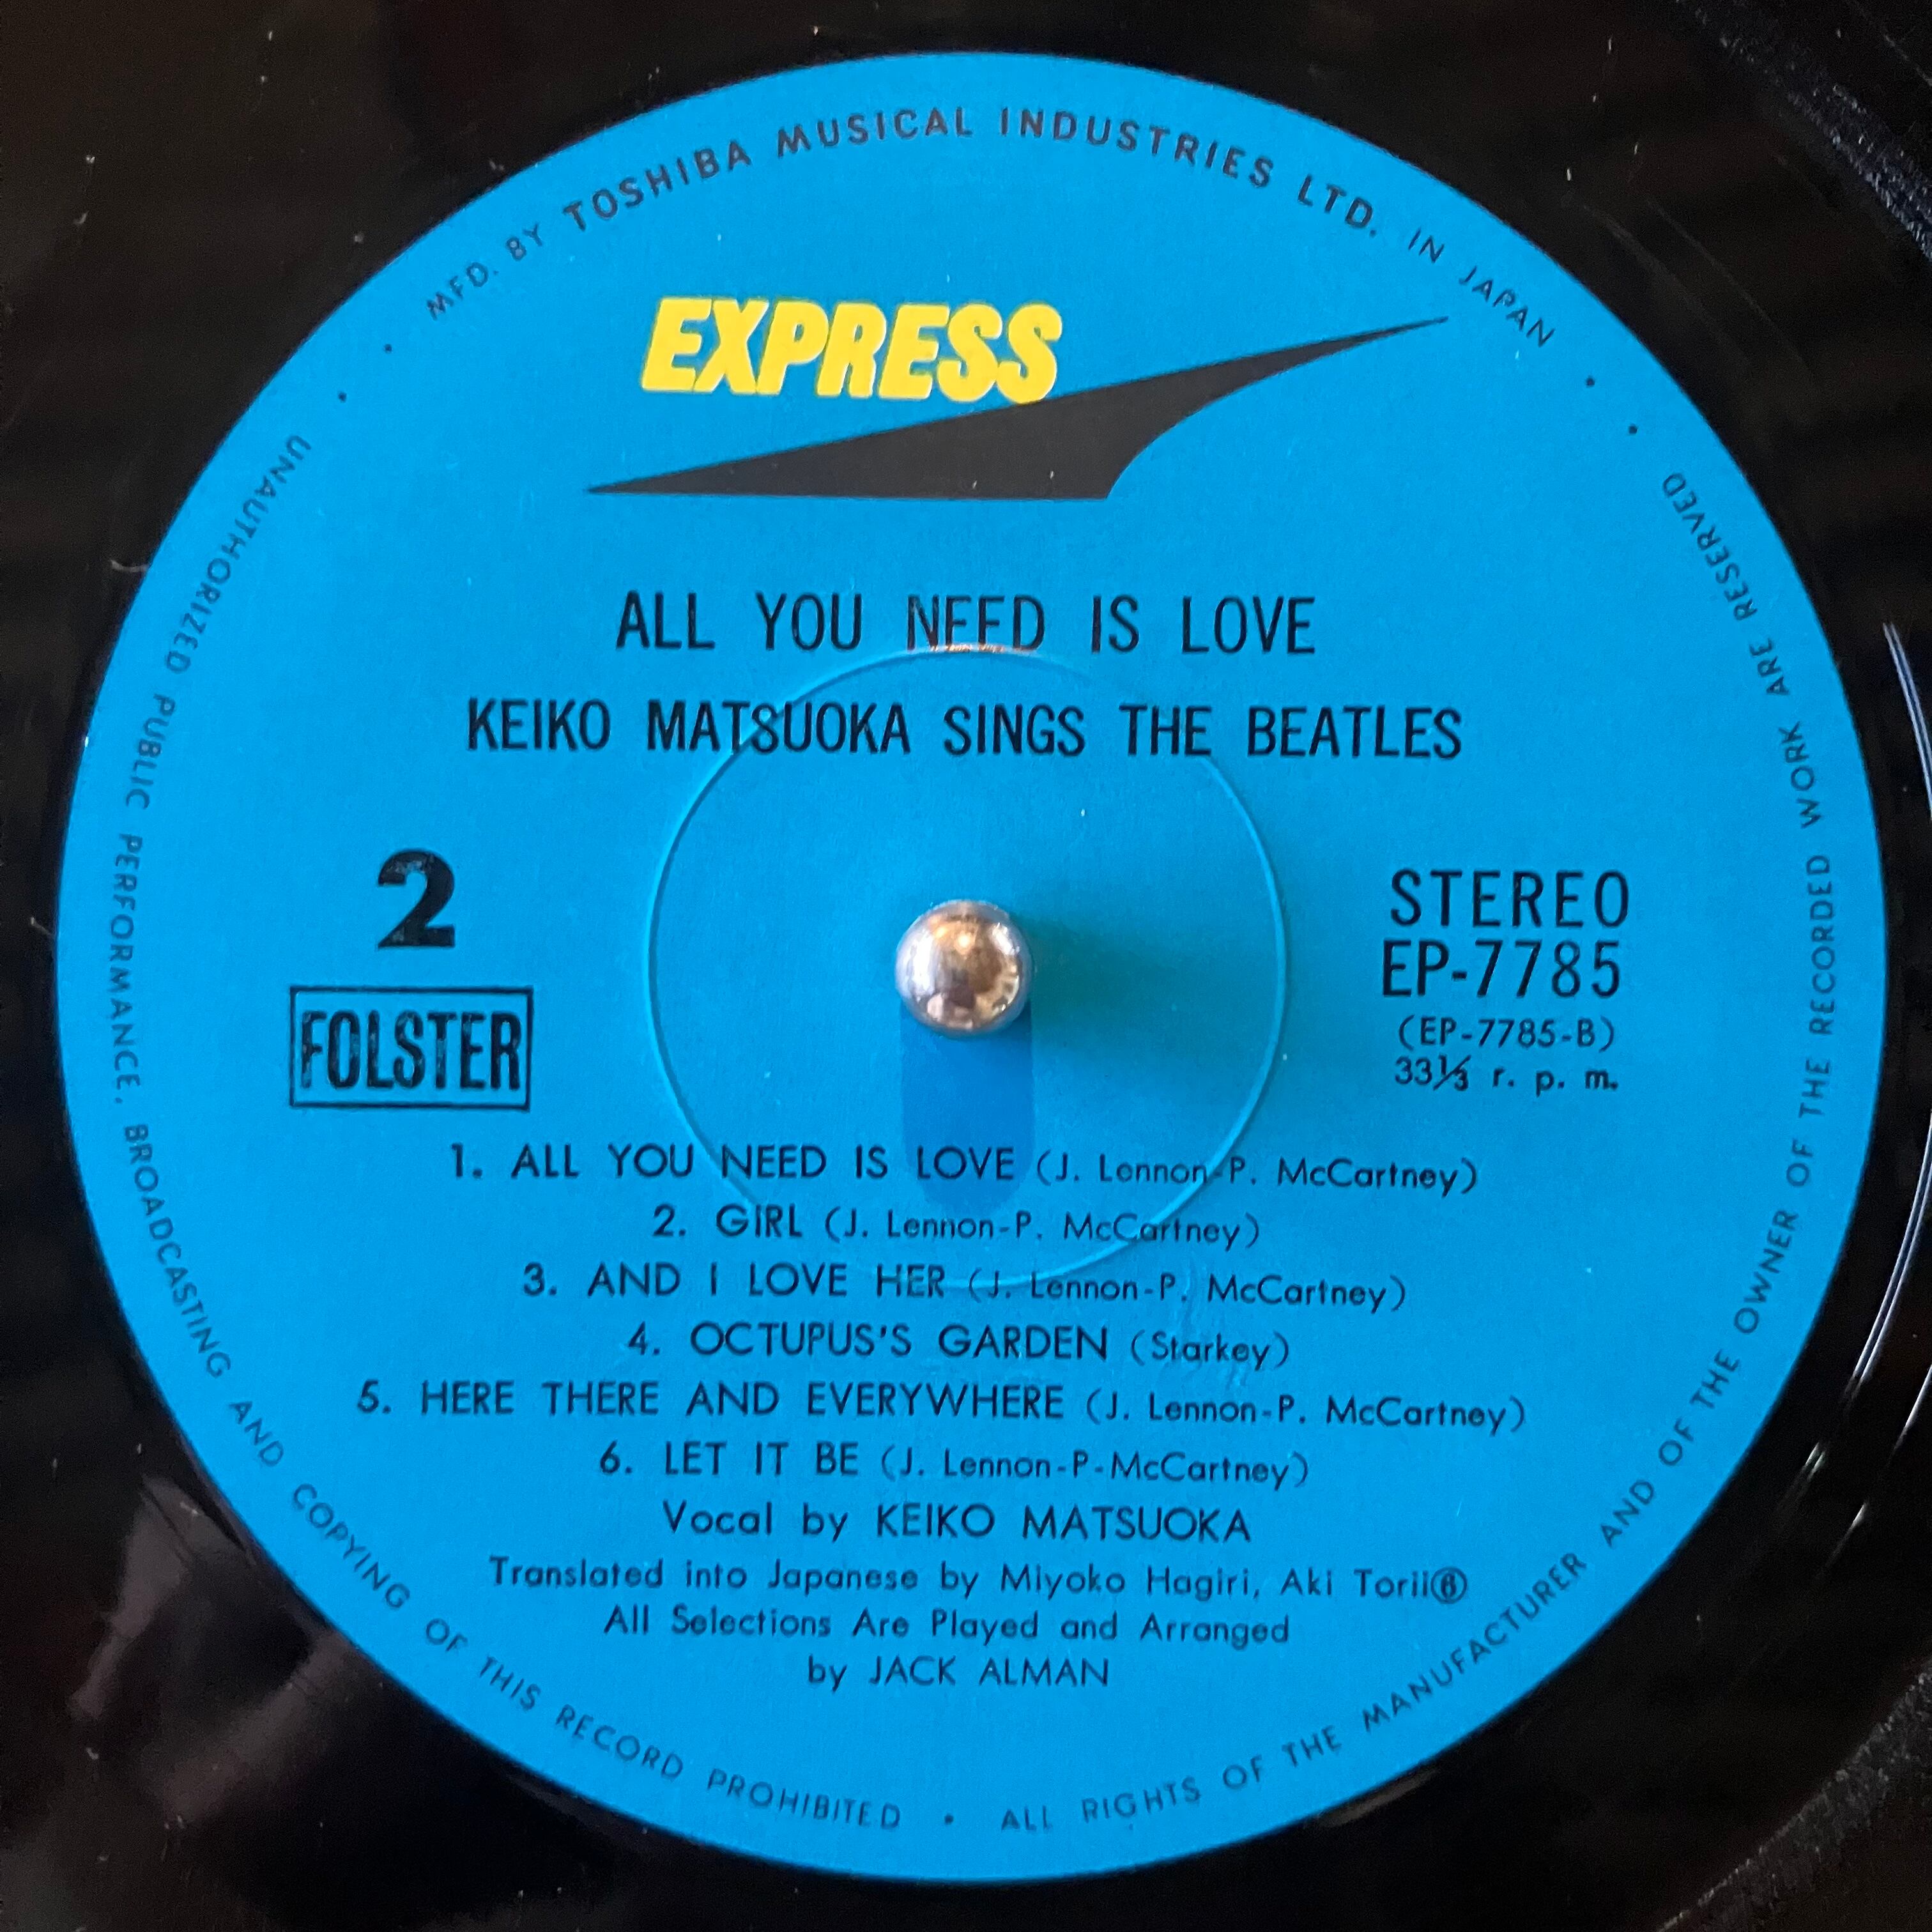 MFD. BY TOSHIBA MUSICAL INDUSTRIES LTD. IN JAPAN
EXPRESS
ALL YOU NEED IS LOVE
KEIKO MATSUOKA SINGS THE BEATLES
2
FOLSTER
STEREO
EP-7785
(EP-7785-B)
33⅓ r. p. m.
1. ALL YOU NEED IS LOVE (J. Lennon-P. McCartney)
2. GIRL (J. Lennon-P. McCartney)
3. AND I LOVE HER (J. Lennon-P. McCartney)
4. OCTUPUS'S GARDEN (Starkey)
5. HERE THERE AND EVERYWHERE (J. Lennon-P. McCartney)
6. LET IT BE (J. Lennon-P-McCartney)
Vocal by KEIKO MATSUOKA
Translated into Japanese by Miyoko Hagiri, Aki Torii
All Selections Are Played and Arranged
by JACK ALMAN
UNAUTHORIZED PUBLIC PERFORMANCE, BROADCASTING AND COPYING OF THIS RECORD PROHIBITED • ALL RIGHTS OF THE MANUFACTURER AND OF THE OWNER OF THE RECORDED WORK ARE RESERVED